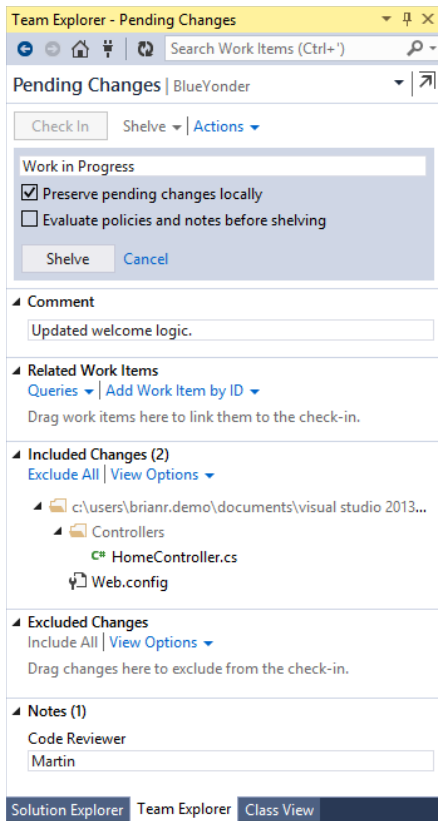 Team Explorer - Pending Changes
Search Work Items (Ctrl+')
Pending Changes | BlueYonder
Check In Shelve Actions
Work in Progress
Preserve pending changes locally
Evaluate policies and notes before shelving
Shelve Cancel
Comment
Updated welcome logic.
Related Work Items
Queries Add Work Item by ID
Drag work items here to link them to the check-in.
Included Changes (2)
Exclude All View Options
c:\users\brianr.demo\documents\visual studio 2013...
Controllers
C# HomeController.cs
Web.config
Excluded Changes
Include All View Options
Drag changes here to exclude from the check-in.
Notes (1)
Code Reviewer
Martin
Solution Explorer Team Explorer Class View